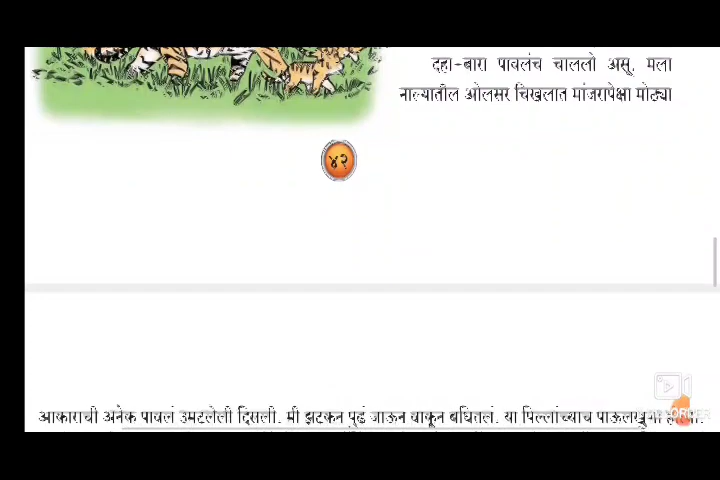 दहा-बारा पावलंच चाललो असू. मला
नाल्यातील ओलसर चिखलात मांजरापेक्षा मोठ्या
४२
आकाराची अनेक पावलं उमटलेली दिसली. मी झटकन पुढं जाऊन वाकून बघितलं. या पिल्लांच्याच पाऊलखुणा होत्या.